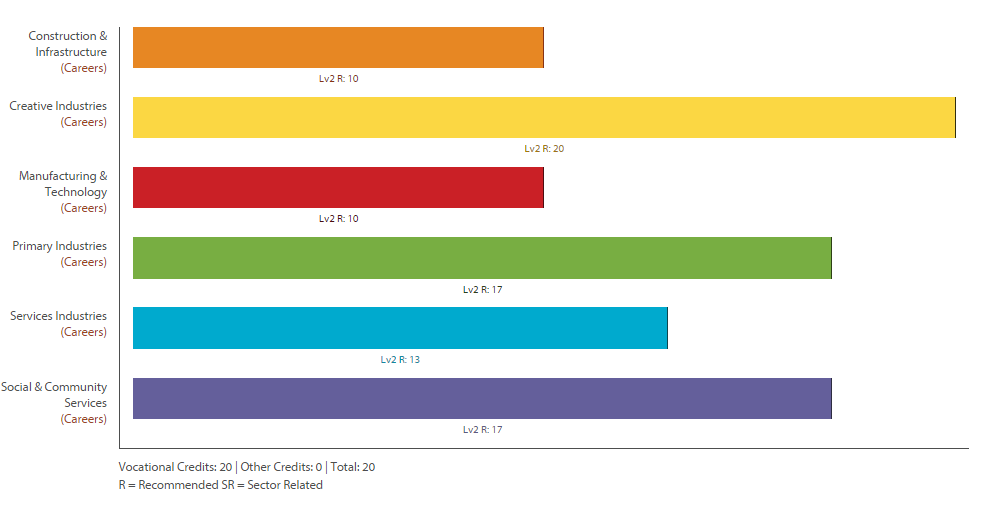 Construction &
Infrastructure
(Careers)
Lv2 R: 10
Creative Industries
(Careers)
Lv2 R: 20
Manufacturing &
Technology
(Careers)
Lv2 R: 10
Primary Industries
(Careers)
Lv2 R: 17
Services Industries
(Careers)
Lv2 R: 13
Social & Community
Services
(Careers)
Lv2 R: 17
Vocational Credits: 20 | Other Credits: 0 | Total: 20
R = Recommended SR = Sector Related